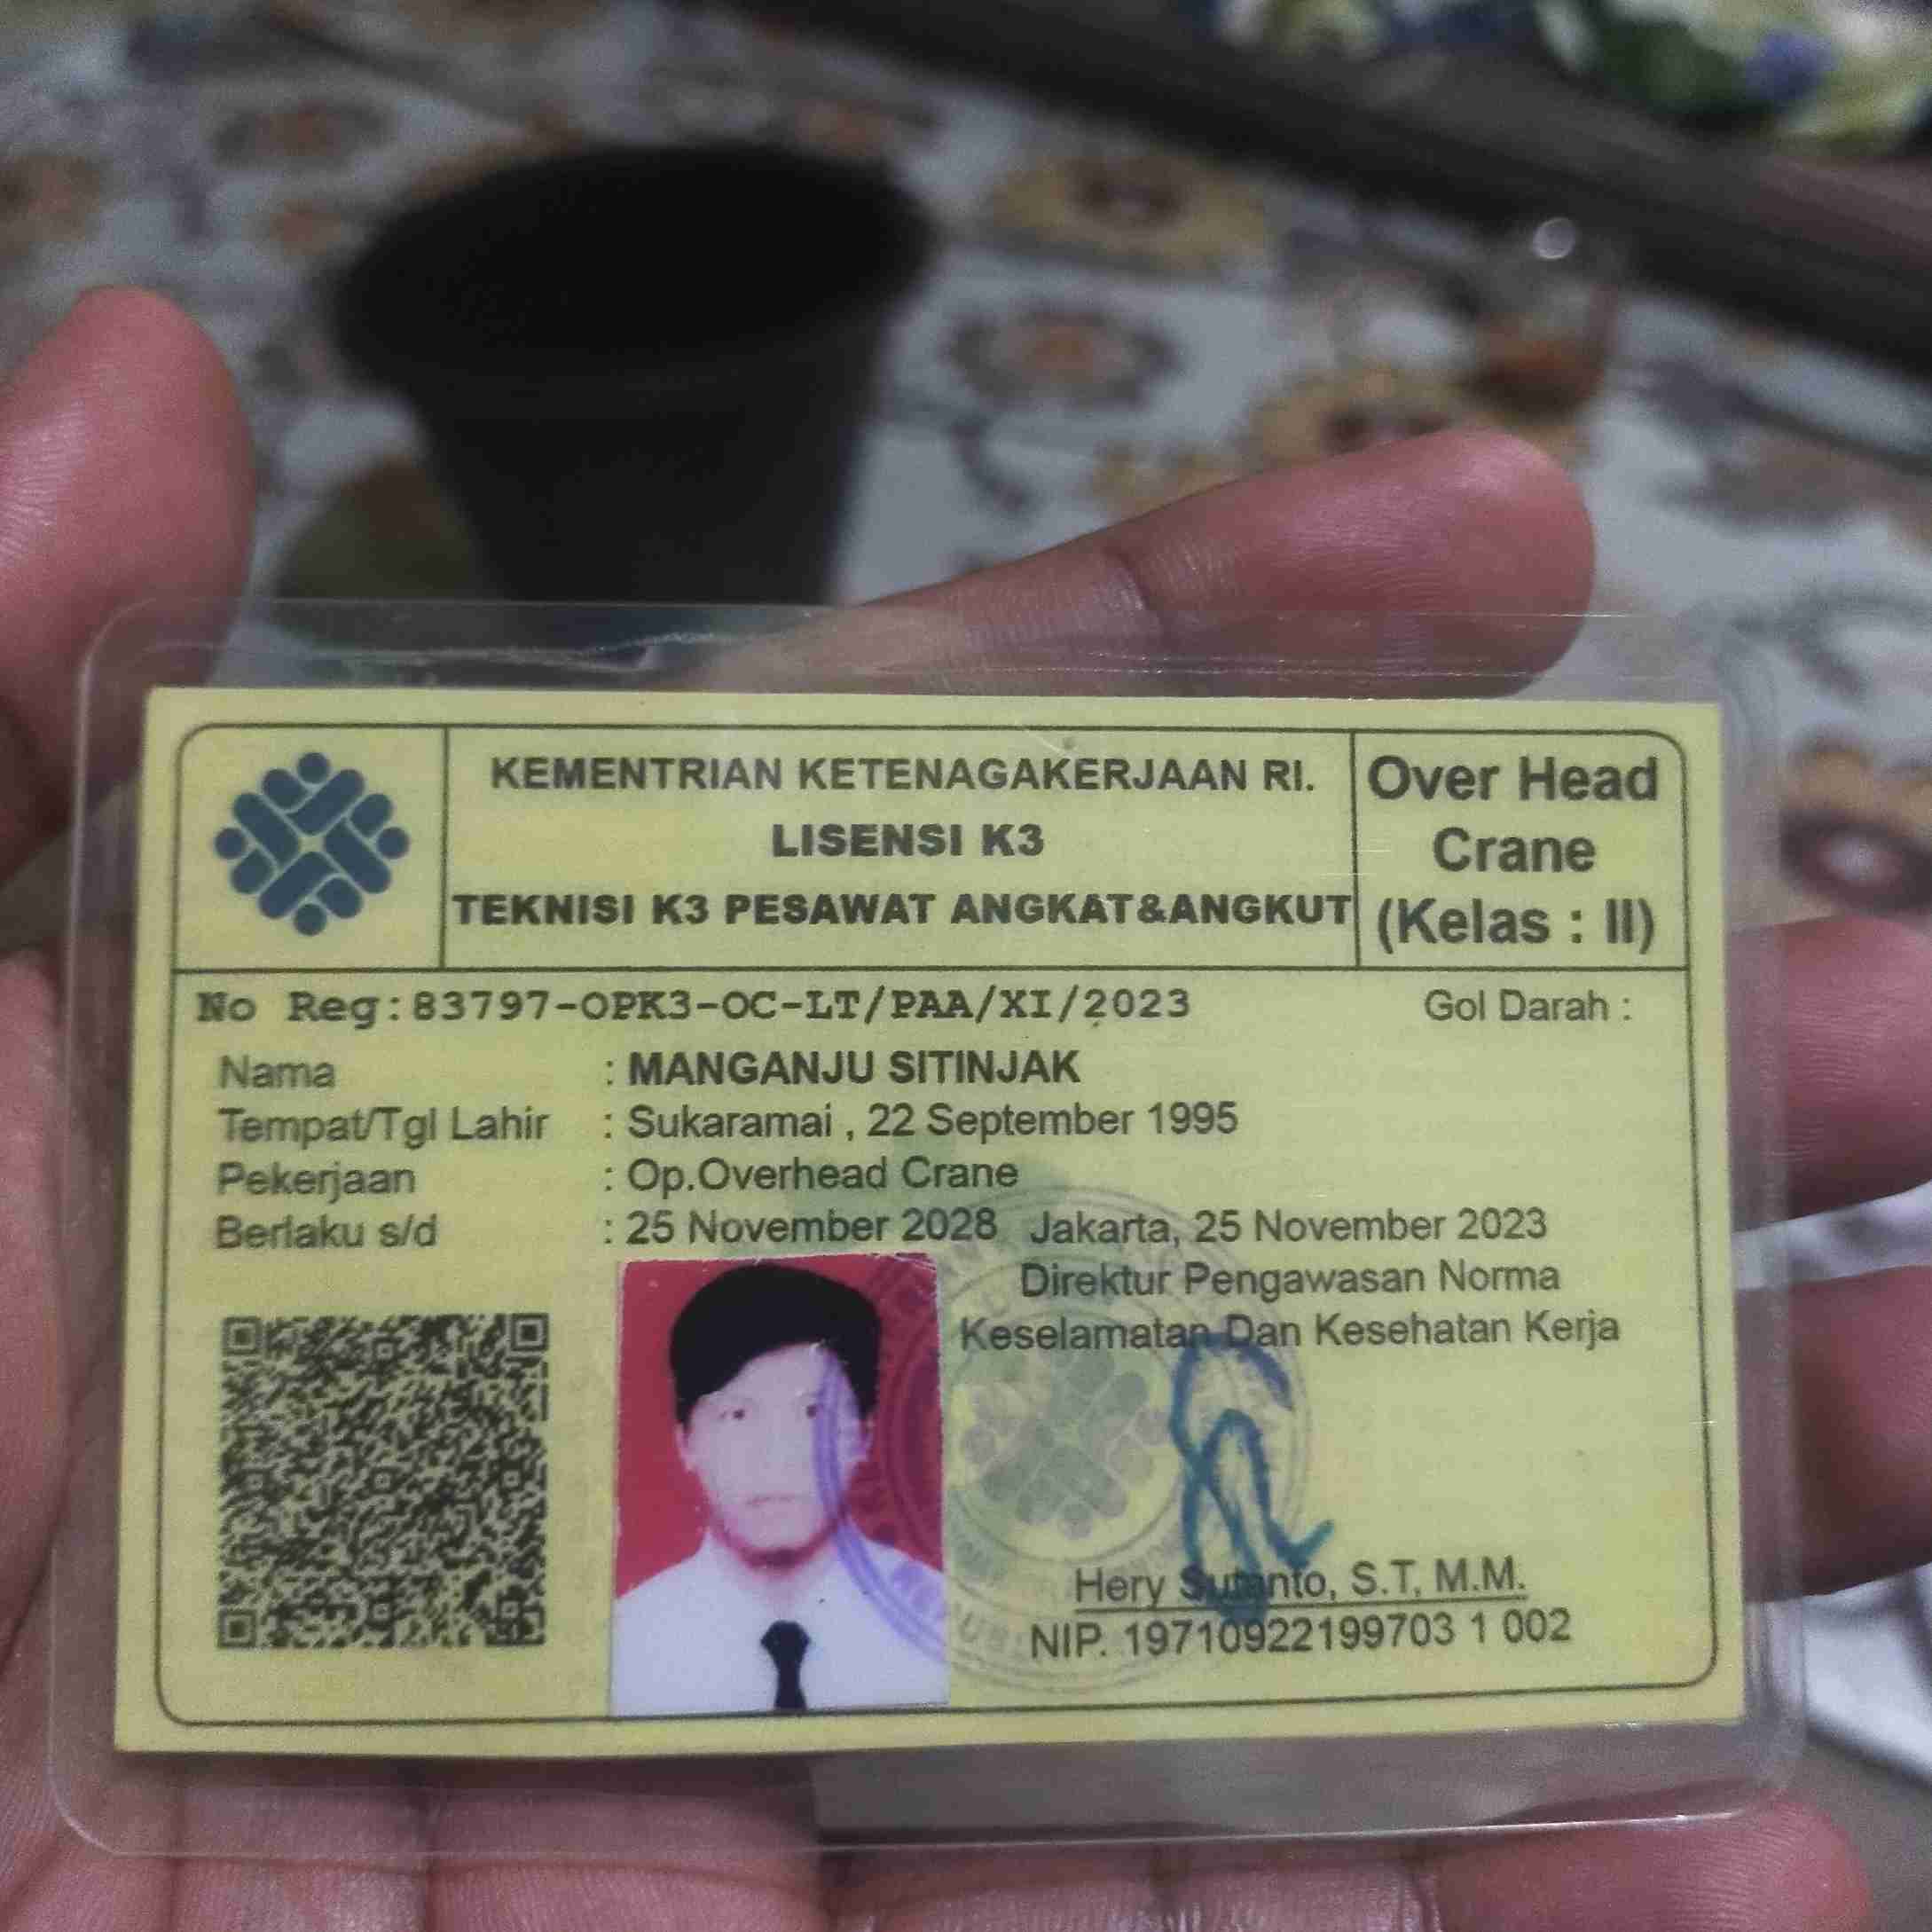 KEMENTRIAN KETENAGAKERJAAN RI.
LISENSI K3
TEKNISI K3 PESAWAT ANGKAT&ANGKUT
Over Head
Crane
(Kelas : II)
No Reg:83797-OPK3-OC-LT/PAA/XI/2023 Gol Darah :
Nama : MANGANJU SITINJAK
Tempat/Tgl Lahir : Sukaramai , 22 September 1995
Pekerjaan : Op.Overhead Crane
Berlaku s/d : 25 November 2028 Jakarta, 25 November 2023
Direktur Pengawasan Norma
Keselamatan Dan Kesehatan Kerja
Hery Sutanto, S.T, M.M.
NIP. 19710922199703 1 002